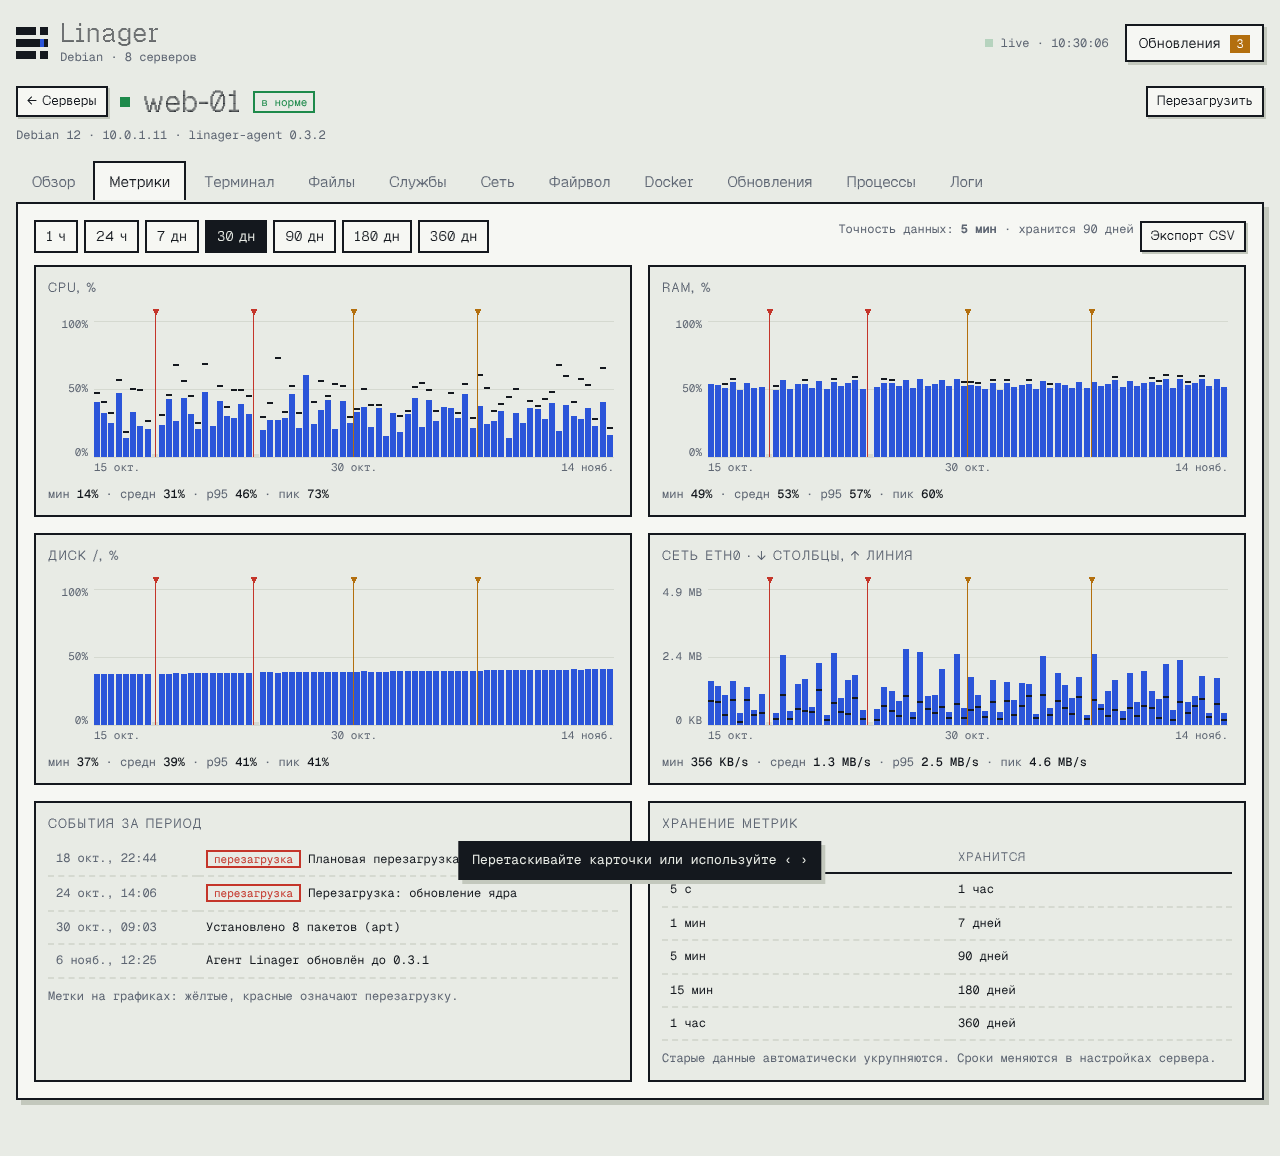 Linager
Debian · 8 серверов
live · 10:30:06
Обновления 3
← Серверы
web-01
в норме
Перезагрузить
Debian 12 · 10.0.1.11 · linager-agent 0.3.2
Обзор Метрики Терминал Файлы Службы Сеть Файрвол Docker Обновления Процессы Логи
1 ч 24 ч 7 дн 30 дн 90 дн 180 дн 360 дн
Точность данных: 5 мин · хранится 90 дней
Экспорт CSV
CPU, %
100%
50%
0%
15 окт. 30 окт. 14 нояб.
мин 14% · средн 31% · p95 46% · пик 73%
RAM, %
100%
50%
0%
15 окт. 30 окт. 14 нояб.
мин 49% · средн 53% · p95 57% · пик 60%
ДИСК /, %
100%
50%
0%
15 окт. 30 окт. 14 нояб.
мин 37% · средн 39% · p95 41% · пик 41%
СЕТЬ ETH0 · ↓ СТОЛБЦЫ, ↑ ЛИНИЯ
4.9 MB
2.4 MB
0 KB
15 окт. 30 окт. 14 нояб.
мин 356 KB/s · средн 1.3 MB/s · p95 2.5 MB/s · пик 4.6 MB/s
СОБЫТИЯ ЗА ПЕРИОД
18 окт., 22:44 перезагрузка Плановая перезагрузка
24 окт., 14:06 перезагрузка Перезагрузка: обновление ядра
30 окт., 09:03 Установлено 8 пакетов (apt)
6 нояб., 12:25 Агент Linager обновлён до 0.3.1
Метки на графиках: жёлтые, красные означают перезагрузку.
Перетаскивайте карточки или используйте ‹ ›
ХРАНЕНИЕ МЕТРИК
ХРАНИТСЯ
5 с 1 час
1 мин 7 дней
5 мин 90 дней
15 мин 180 дней
1 час 360 дней
Старые данные автоматически укрупняются. Сроки меняются в настройках сервера.